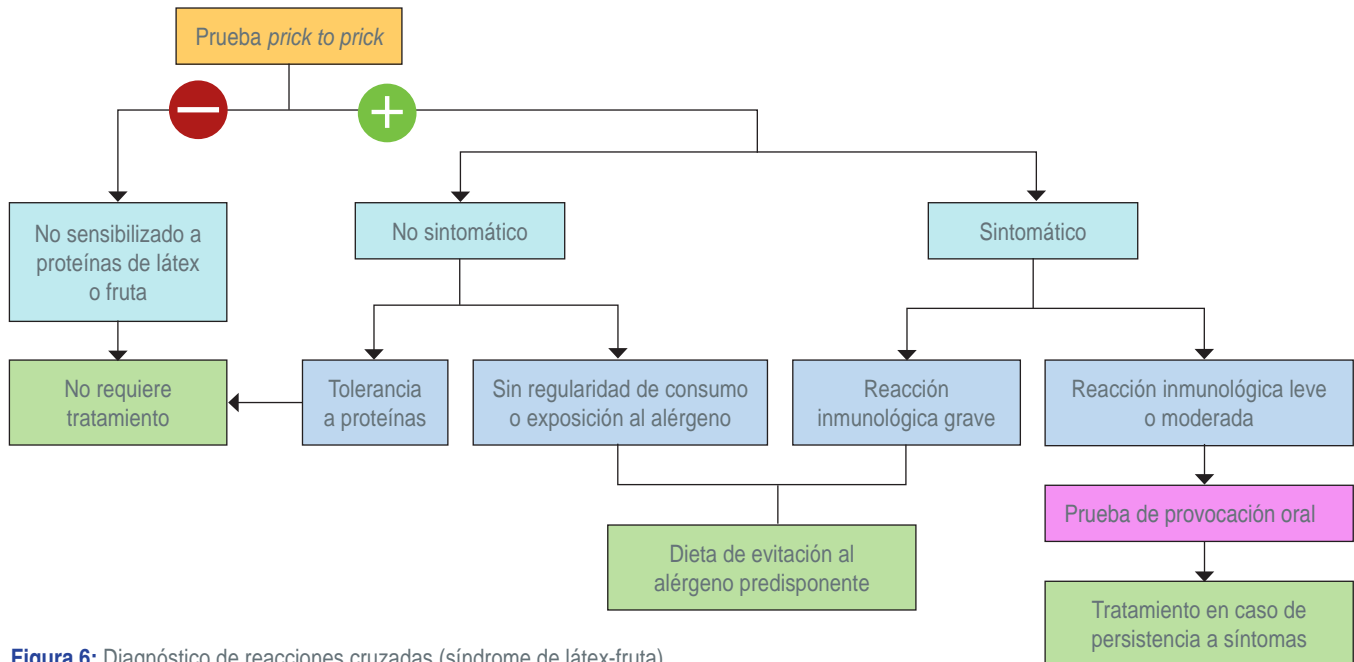 Prueba prick to prick
No sensibilizado a
proteínas de látex
o fruta
No sintomático
Sintomático
No requiere
tratamiento
Tolerancia
a proteínas
Sin regularidad de consumo
o exposición al alérgeno
Reacción
inmunológica grave
Reacción inmunológica leve
o moderada
Prueba de provocación oral
Dieta de evitación al
alérgeno predisponente
Tratamiento en caso de
persistencia a síntomas
Figura 6: Diagnóstico de reacciones cruzadas (síndrome de látex-fruta)